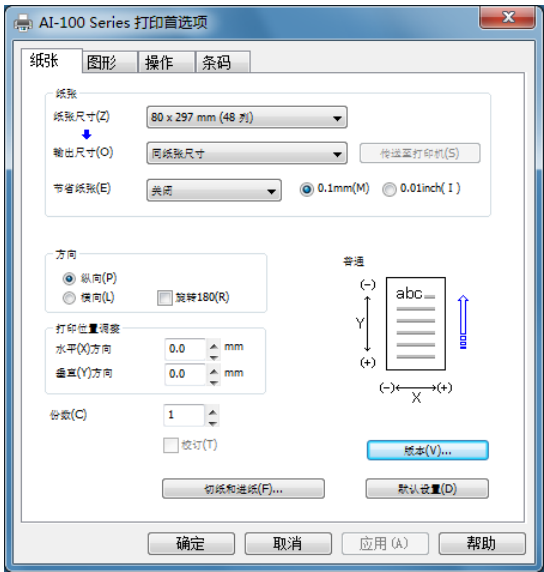 AI-100 Series 打印首选项
纸张 图形 操作 条码
纸张
纸张尺寸(Z) 80 x 297 mm (48 列)
输出尺寸(O) 同纸张尺寸 传送至打印机(S)
节省纸张(E) 关闭 0.1mm(M) 0.01inch( I )
方向
纵向(P)
横向(L) 旋转180(R)
普通
(-)
abc
Y
(+)
(-) (+)
X
打印位置调整
水平(X)方向 0.0 mm
垂直(Y)方向 0.0 mm
份数(C) 1
校订(T)
版本(V)...
切纸和进纸(F)... 默认设置(D)
确定 取消 应用(A) 帮助